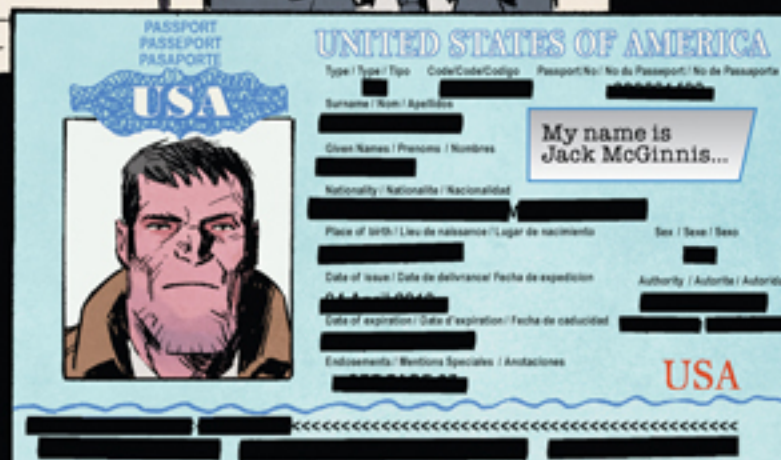 PASSPORT
PASSEPORT
PASAPORTE
USA
UNITED STATES OF AMERICA
Type / Type / Tipo Code/Code/Codigo Passport No / No du Passeport / No de Passaporte
Surname / Nom / Apellidos
Given Names / Prenoms / Nombres
My name is
Jack McGinnis...
Nationality / Nationalite / Nacionalidad
Place of birth / Lieu de naissance / Lugar de nacimiento Sex / Sexe / Sexo
Date of issue / Date de delivrance / Fecha de expedicion Authority / Autorite /
Date of expiration / Date d'expiration / Fecha de caducidad
Endosements / Mentions Speciales / Anotaciones
USA
<<<<<<<<<<<<<<<<<<<<<<<<<<<<<<<<<<<<<<<<<<<<